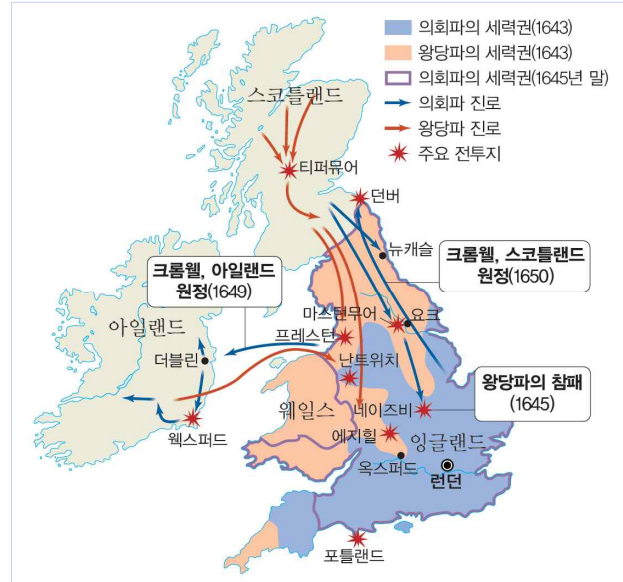 의회파의 세력권(1643)
왕당파의 세력권(1643)
의회파의 세력권(1645년 말)
의회파 진로
왕당파 진로
주요 전투지
스코틀랜드
티퍼뮤어
던버
뉴캐슬
크롬웰, 아일랜드
원정(1649)
크롬웰, 스코틀랜드
원정(1650)
아일랜드
마스턴무어
요크
프레스턴
더블린
난트위치
왕당파의 참패
(1645)
웨일스
네이즈비
웩스퍼드
에지힐
잉글랜드
옥스퍼드
런던
포틀랜드